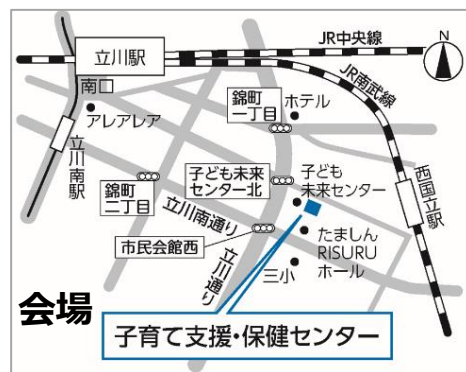 立川駅
JR中央線
N
JR南武線
南口
アレアレア
立川南駅
錦町
一丁目
ホテル
西国立駅
錦町
二丁目
子ども未来
センター北
子ども
未来センター
立川南通り
市民会館西
立川通り
たましん
RISURU
ホール
三小
会場
子育て支援・保健センター